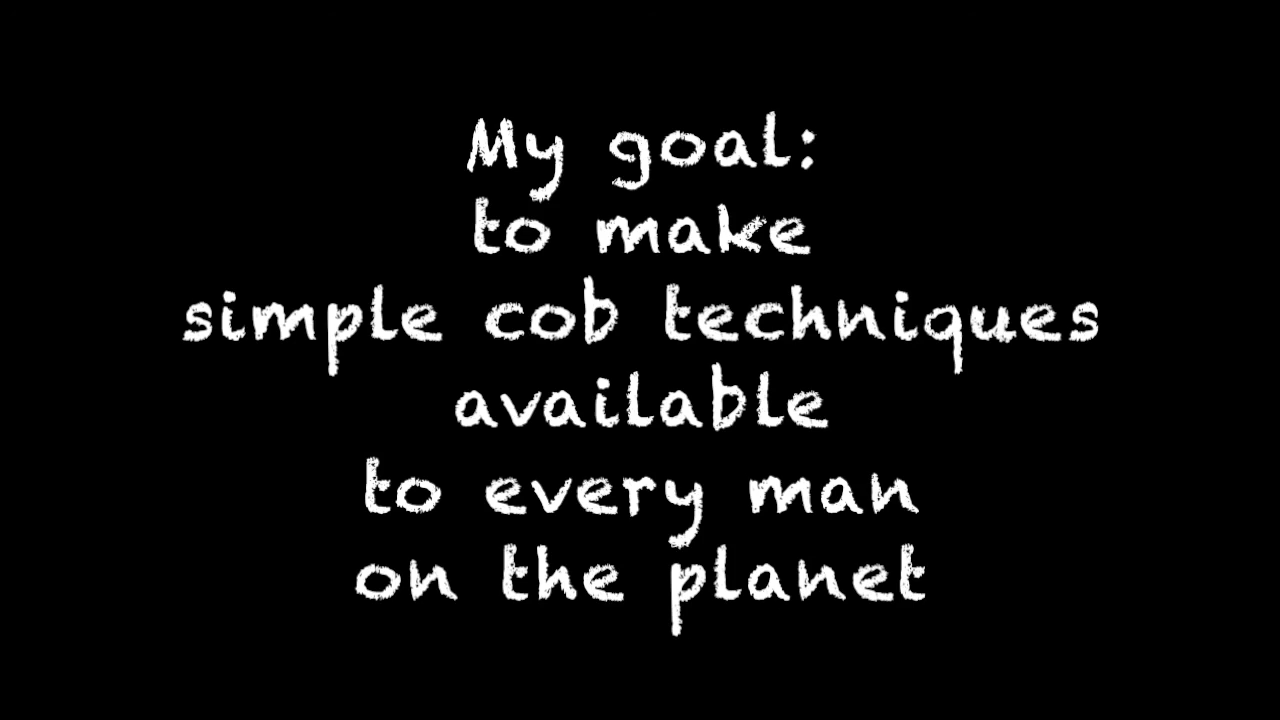 My goal:
to make
simple cob techniques
available
to every man
on the planet